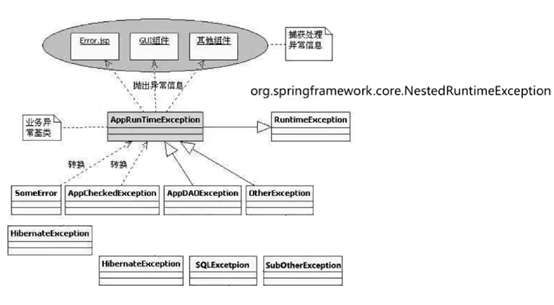 Error.jsp
GUI组件
其他组件
捕获处理
异常信息
抛出异常信息
org.springframework.core.NestedRuntimeException
业务异
常基类
AppRunTimeException
RuntimeException
转换
转换
SomeError
AppCheckedException
AppDAOException
OtherException
HibernateException
HibernateException
SQLExcetpion
SubOtherException